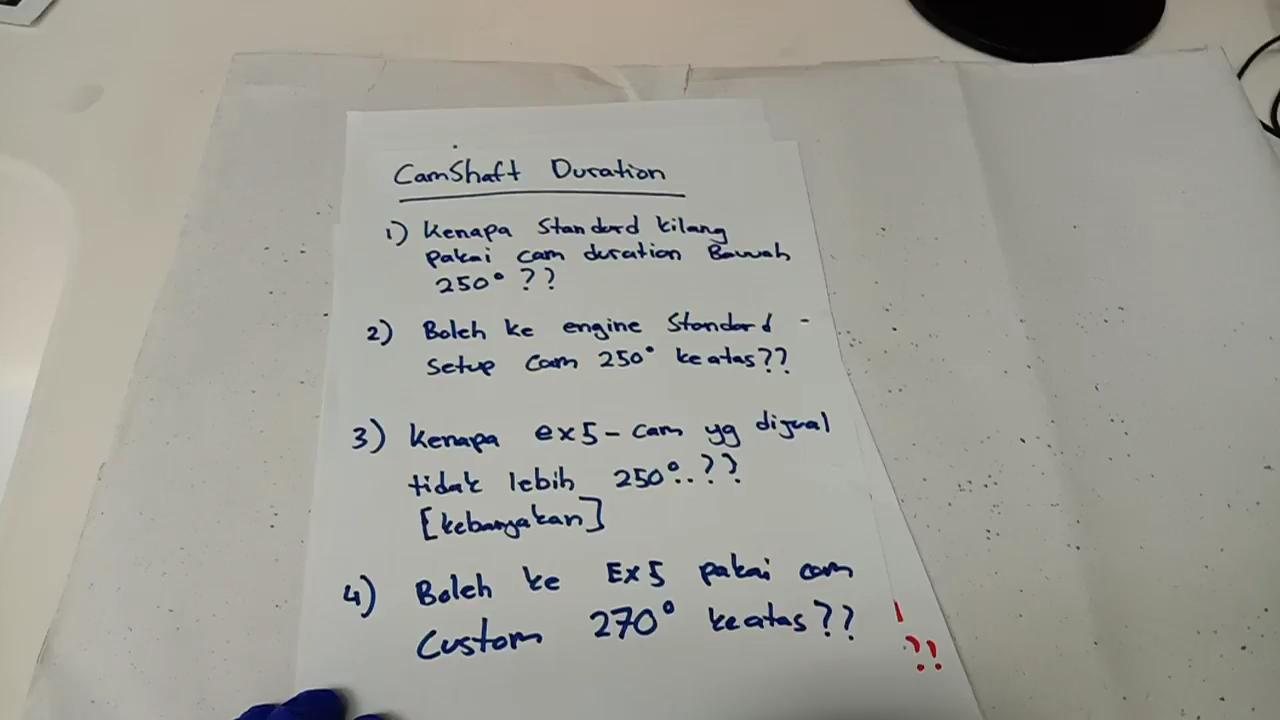 Camshaft Duration
1) Kenapa Standard kilang
pakai cam duration Bawah
250° ??
2) Boleh ke engine Standard -
Setup cam 250° keatas??
3) kenapa ex5-cam yg dijual
tidak lebih 250°..??
[kebanyakan]
4) Boleh ke EX5 pakai cam
Custom 270° keatas??
!
??!